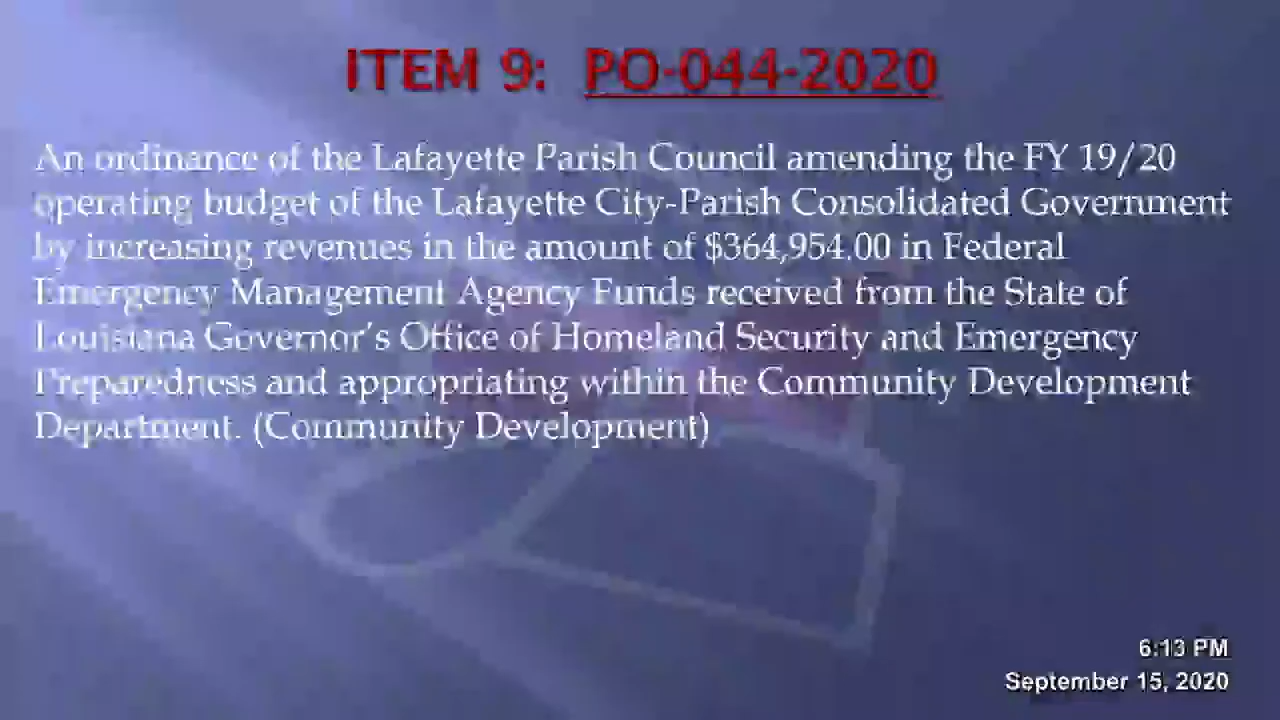 ITEM 9: PO-044-2020
An ordinance of the Lafayette Parish Council amending the FY 19/20
operating budget of the Lafayette City-Parish Consolidated Government
by increasing revenues in the amount of $364,954.00 in Federal
Emergency Management Agency Funds received from the State of
Louisiana Governor's Office of Homeland Security and Emergency
Preparedness and appropriating within the Community Development
Department. (Community Development)
6:13 PM
September 15, 2020